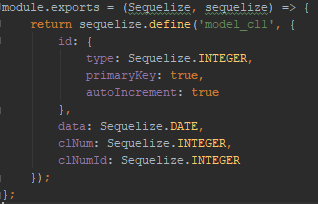 module.exports = (Sequelize, sequelize) => {
    return sequelize.define('model_cll', {
        id: {
            type: Sequelize.INTEGER,
            primaryKey: true,
            autoIncrement: true
        },
        data: Sequelize.DATE,
        clNum: Sequelize.INTEGER,
        clNumId: Sequelize.INTEGER
    });
};